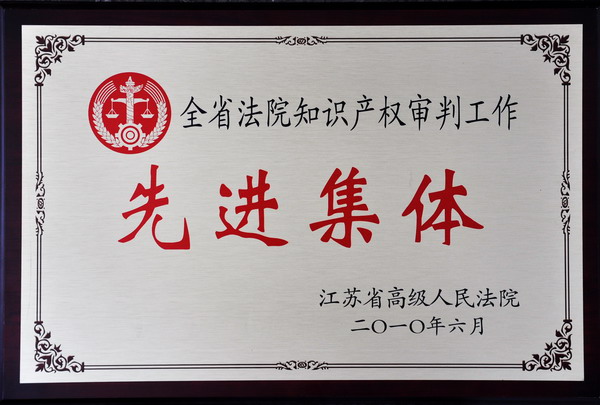 全省法院知识产权审判工作
先进集体
江苏省高级人民法院
二〇一〇年六月